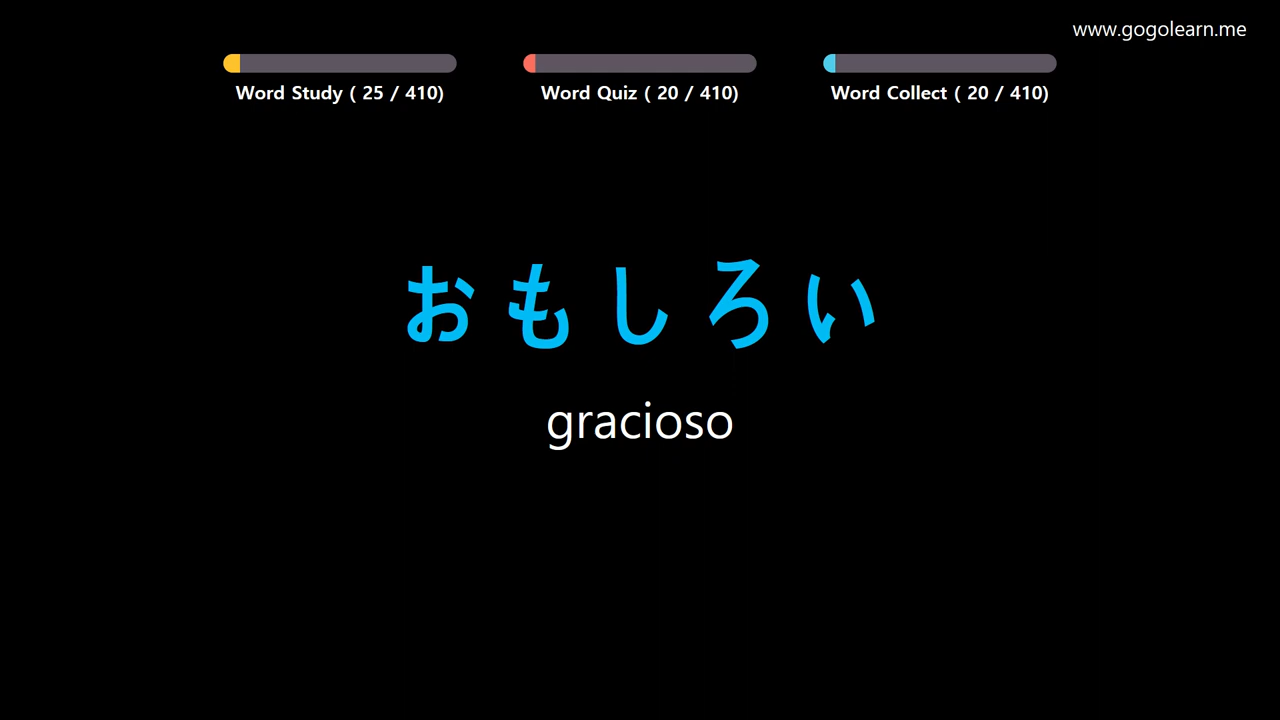 www.gogolearn.me
Word Study ( 25 / 410)
Word Quiz ( 20 / 410)
Word Collect ( 20 / 410)
おもしろい
gracioso